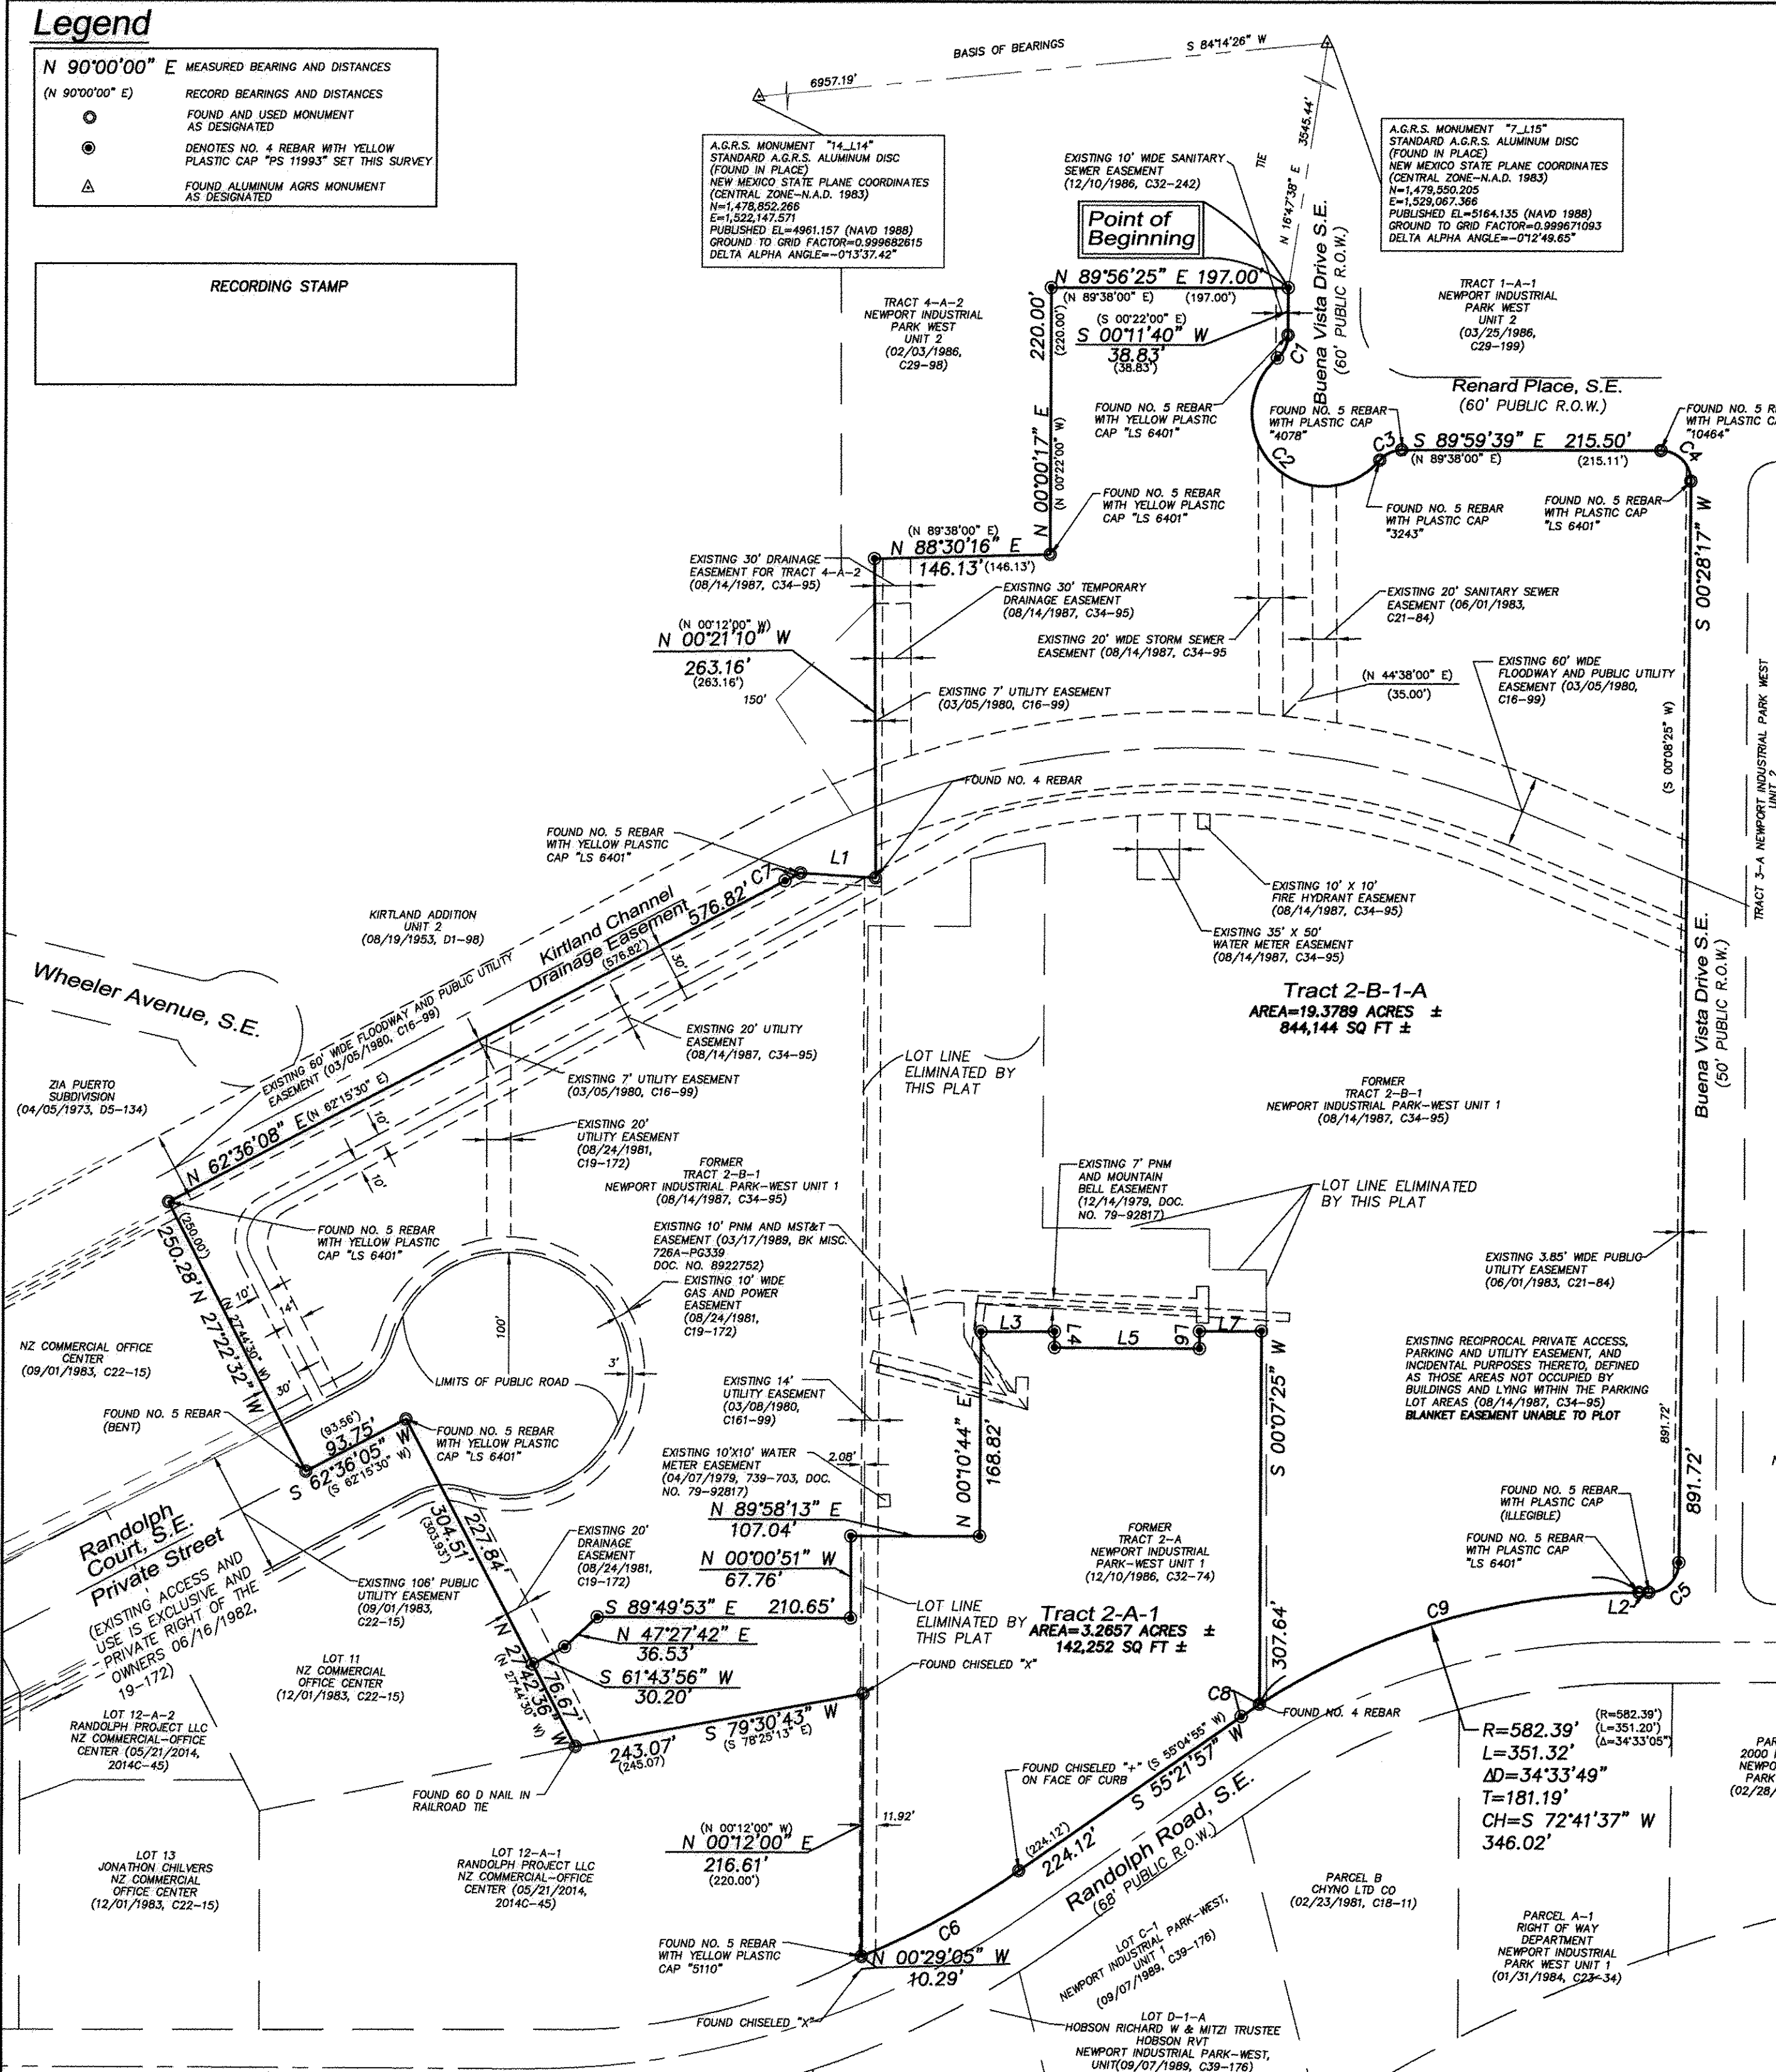 Legend
N 90°00'00" E MEASURED BEARING AND DISTANCES
(N 90°00'00" E) RECORD BEARINGS AND DISTANCES
FOUND AND USED MONUMENT
AS DESIGNATED
DENOTES NO. 4 REBAR WITH YELLOW
PLASTIC CAP "PS 11993" SET THIS SURVEY
FOUND ALUMINUM AGRS MONUMENT
AS DESIGNATED
RECORDING STAMP
BASIS OF BEARINGS
S 84°14'26" W
6957.19'
A.G.R.S. MONUMENT "14_L14"
STANDARD A.G.R.S. ALUMINUM DISC
(FOUND IN PLACE)
NEW MEXICO STATE PLANE COORDINATES
(CENTRAL ZONE-N.A.D. 1983)
N=1,478,852.266
E=1,522,147.571
PUBLISHED EL=4961.157 (NAVD 1988)
GROUND TO GRID FACTOR=0.999682615
DELTA ALPHA ANGLE=-0°13'37.42"
A.G.R.S. MONUMENT "7_L15"
STANDARD A.G.R.S. ALUMINUM DISC
(FOUND IN PLACE)
NEW MEXICO STATE PLANE COORDINATES
(CENTRAL ZONE-N.A.D. 1983)
N=1,479,550.205
E=1,529,067.366
PUBLISHED EL=5164.135 (NAVD 1988)
GROUND TO GRID FACTOR=0.999671093
DELTA ALPHA ANGLE=-0°12'49.65"
EXISTING 10' WIDE SANITARY
SEWER EASEMENT
(12/10/1986, C32-242)
TIE
N 16°47'38" E 3545.44'
Point of
Beginning
N 89°56'25" E 197.00'
(N 89°38'00" E) (197.00')
(S 00°22'00" E)
S 00°11'40" W
38.83'
(38.83')
220.00'
(220.00')
N 00°00'17" E
(N 00°22'00" W)
Buena Vista Drive S.E.
(60' PUBLIC R.O.W.)
C1
TRACT 4-A-2
NEWPORT INDUSTRIAL
PARK WEST
UNIT 2
(02/03/1986,
C29-98)
TRACT 1-A-1
NEWPORT INDUSTRIAL
PARK WEST
UNIT 2
(03/25/1986,
C29-199)
Renard Place, S.E.
(60' PUBLIC R.O.W.)
FOUND NO. 5 REBAR
WITH YELLOW PLASTIC
CAP "LS 6401"
FOUND NO. 5 REBAR
WITH PLASTIC CAP
"4078"
FOUND NO. 5 R
WITH PLASTIC CA
"10464"
C2
C3
S 89°59'39" E 215.50'
(N 89°38'00" E) (215.11')
C4
FOUND NO. 5 REBAR
WITH YELLOW PLASTIC
CAP "LS 6401"
FOUND NO. 5 REBAR
WITH PLASTIC CAP
"3243"
FOUND NO. 5 REBAR
WITH PLASTIC CAP
"LS 6401"
S 00°28'17" W
(S 00°08'25" W)
(N 89°38'00" E)
N 88°30'16" E
146.13' (146.13')
EXISTING 30' DRAINAGE
EASEMENT FOR TRACT 4-A-2
(08/14/1987, C34-95)
EXISTING 30' TEMPORARY
DRAINAGE EASEMENT
(08/14/1987, C34-95)
EXISTING 20' SANITARY SEWER
EASEMENT (06/01/1983,
C21-84)
EXISTING 20' WIDE STORM SEWER
EASEMENT (08/14/1987, C34-95
(N 00°12'00" W)
N 00°21'10" W
263.16'
(263.16')
150'
EXISTING 7' UTILITY EASEMENT
(03/05/1980, C16-99)
(N 44°38'00" E)
(35.00')
EXISTING 60' WIDE
FLOODWAY AND PUBLIC UTILITY
EASEMENT (03/05/1980,
C16-99)
TRACT 3-A NEWPORT INDUSTRIAL PARK WEST
UNIT 2
FOUND NO. 4 REBAR
FOUND NO. 5 REBAR
WITH YELLOW PLASTIC
CAP "LS 6401"
L1
C7
576.82'
(576.82')
Kirtland Channel
Drainage Easement
30'
KIRTLAND ADDITION
UNIT 2
(08/19/1953, D1-98)
EXISTING 10' X 10'
FIRE HYDRANT EASEMENT
(08/14/1987, C34-95)
EXISTING 35' X 50'
WATER METER EASEMENT
(08/14/1987, C34-95)
Wheeler Avenue, S.E.
EXISTING 60' WIDE FLOODWAY AND PUBLIC UTILITY
EASEMENT (03/05/1980, C16-99)
Tract 2-B-1-A
AREA=19.3789 ACRES ±
844,144 SQ FT ±
Buena Vista Drive S.E.
(50' PUBLIC R.O.W.)
EXISTING 20' UTILITY
EASEMENT
(08/14/1987, C34-95)
EXISTING 7' UTILITY EASEMENT
(03/05/1980, C16-99)
LOT LINE
ELIMINATED BY
THIS PLAT
ZIA PUERTO
SUBDIVISION
(04/05/1973, D5-134)
FORMER
TRACT 2-B-1
NEWPORT INDUSTRIAL PARK-WEST UNIT 1
(08/14/1987, C34-95)
N 62°36'08" E (N 62°15'30" E)
10'
10'
EXISTING 20'
UTILITY EASEMENT
(08/24/1981,
C19-172)
FORMER
TRACT 2-B-1
NEWPORT INDUSTRIAL PARK-WEST UNIT 1
(08/14/1987, C34-95)
EXISTING 7' PNM
AND MOUNTAIN
BELL EASEMENT
(12/14/1979, DOC.
NO. 79-92817)
LOT LINE ELIMINATED
BY THIS PLAT
FOUND NO. 5 REBAR
WITH YELLOW PLASTIC
CAP "LS 6401"
EXISTING 10' PNM AND MST&T
EASEMENT (03/17/1989, BK MISC.
726A-PG339
DOC. NO. 8922752)
EXISTING 10' WIDE
GAS AND POWER
EASEMENT
(08/24/1981,
C19-172)
(250.00')
250.28'
N 27°22'32" W
(N 27°44'30" W)
10'
14'
30'
100'
3'
LIMITS OF PUBLIC ROAD
EXISTING 3.85' WIDE PUBLIC
UTILITY EASEMENT
(06/01/1983, C21-84)
L3
L4
L5
L6
L7
NZ COMMERCIAL OFFICE
CENTER
(09/01/1983, C22-15)
EXISTING RECIPROCAL PRIVATE ACCESS,
PARKING AND UTILITY EASEMENT, AND
INCIDENTAL PURPOSES THERETO, DEFINED
AS THOSE AREAS NOT OCCUPIED BY
BUILDINGS AND LYING WITHIN THE PARKING
LOT AREAS (08/14/1987, C34-95)
BLANKET EASEMENT UNABLE TO PLOT
891.72'
891.72'
FOUND NO. 5 REBAR
(BENT)
(93.56')
93.75'
S 62°36'05" W
(S 62°15'30" W)
FOUND NO. 5 REBAR
WITH YELLOW PLASTIC
CAP "LS 6401"
EXISTING 14'
UTILITY EASEMENT
(03/08/1980,
C161-99)
N 00°10'44" E
168.82'
S 00°07'25" W
307.64'
EXISTING 10'X10' WATER
METER EASEMENT
(04/07/1979, 739-703, DOC.
NO. 79-92817)
2.08'
N 89°58'13" E
107.04'
FOUND NO. 5 REBAR
WITH PLASTIC CAP
(ILLEGIBLE)
FOUND NO. 5 REBAR
WITH PLASTIC CAP
"LS 6401"
Randolph
Court, S.E.
Private Street
(EXISTING ACCESS AND
USE IS EXCLUSIVE AND
PRIVATE RIGHT OF THE
OWNERS 06/16/1982,
19-172)
304.51'
(303.93')
227.84'
EXISTING 20'
DRAINAGE
EASEMENT
(08/24/1981,
C19-172)
N 00°00'51" W
67.76'
FORMER
TRACT 2-A
NEWPORT INDUSTRIAL
PARK-WEST UNIT 1
(12/10/1986, C32-74)
EXISTING 106' PUBLIC
UTILITY EASEMENT
(09/01/1983,
C22-15)
S 89°49'53" E 210.65'
N 47°27'42" E
36.53'
S 61°43'56" W
30.20'
LOT LINE
ELIMINATED BY
THIS PLAT
Tract 2-A-1
AREA=3.2657 ACRES ±
142,252 SQ FT ±
L2
C5
C9
LOT 11
NZ COMMERCIAL
OFFICE CENTER
(12/01/1983, C22-15)
N 27°42'36" W
(N 27°44'30" W)
76.67'
FOUND CHISELED "X"
S 79°30'43" W
(S 78°25'13" E)
243.07'
(245.07)
C8
FOUND NO. 4 REBAR
LOT 12-A-2
RANDOLPH PROJECT LLC
NZ COMMERCIAL-OFFICE
CENTER (05/21/2014,
2014C-45)
R=582.39' (R=582.39')
L=351.32' (L=351.20')
ΔD=34°33'49" (Δ=34°33'05")
T=181.19'
CH=S 72°41'37" W
346.02'
PAR
2000
NEWPO
PARK
(02/28/
FOUND 60 D NAIL IN
RAILROAD TIE
FOUND CHISELED "+"
ON FACE OF CURB
(S 55°04'55" W)
S 55°21'57" W
(224.12')
224.12'
Randolph Road, S.E.
(68' PUBLIC R.O.W.)
11.92'
(N 00°12'00" W)
N 00°12'00" E
216.61'
(220.00')
LOT 13
JONATHON CHILVERS
NZ COMMERCIAL
OFFICE CENTER
(12/01/1983, C22-15)
LOT 12-A-1
RANDOLPH PROJECT LLC
NZ COMMERCIAL-OFFICE
CENTER (05/21/2014,
2014C-45)
PARCEL B
CHYNO LTD CO
(02/23/1981, C18-11)
PARCEL A-1
RIGHT OF WAY
DEPARTMENT
NEWPORT INDUSTRIAL
PARK WEST UNIT 1
(01/31/1984, C23-34)
C6
FOUND NO. 5 REBAR
WITH YELLOW PLASTIC
CAP "5110"
N 00°29'05" W
10.29'
LOT C-1
NEWPORT INDUSTRIAL PARK-WEST,
UNIT 1
(09/07/1989, C39-176)
FOUND CHISELED "X"
LOT D-1-A
HOBSON RICHARD W & MITZI TRUSTEE
HOBSON RVT
NEWPORT INDUSTRIAL PARK-WEST,
UNIT(09/07/1989, C39-176)